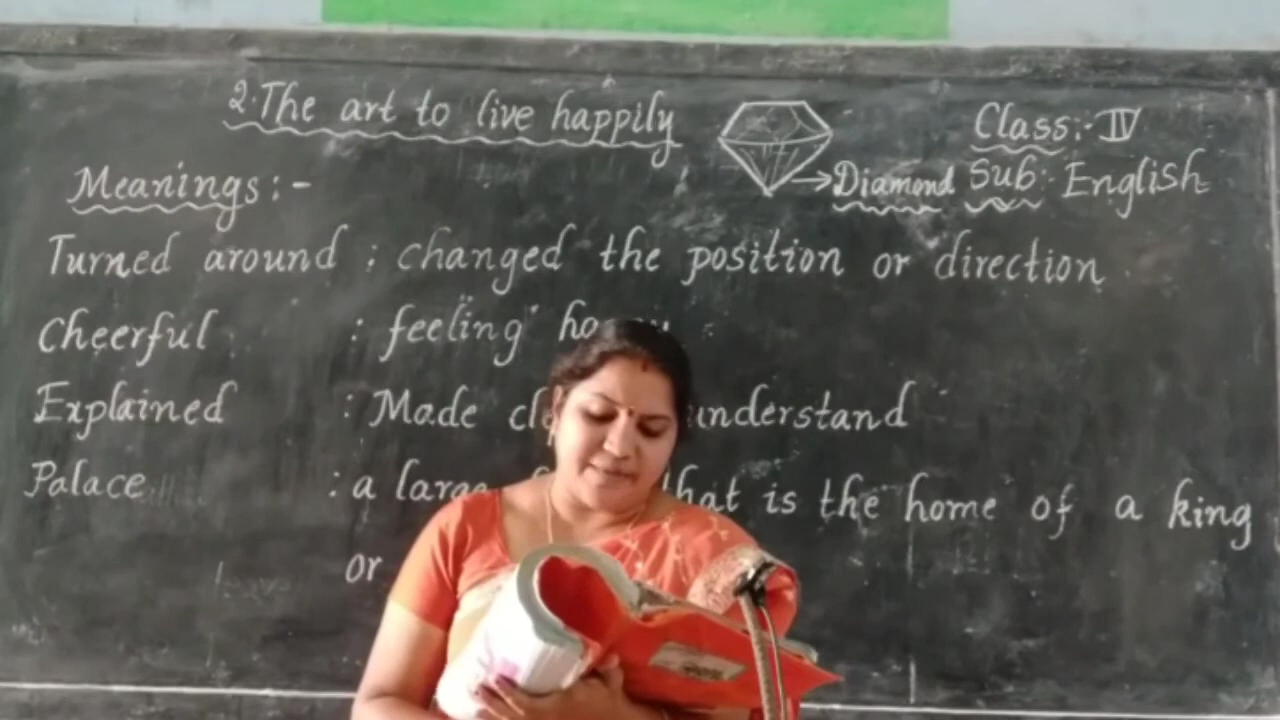 2. The art to live happily
Class:- IV
Diamond
Sub:- English
Meanings:-
Turned around : changed the position or direction
Cheerful : feeling
Explained : Made understand
Palace : a large that is the home of a king
or